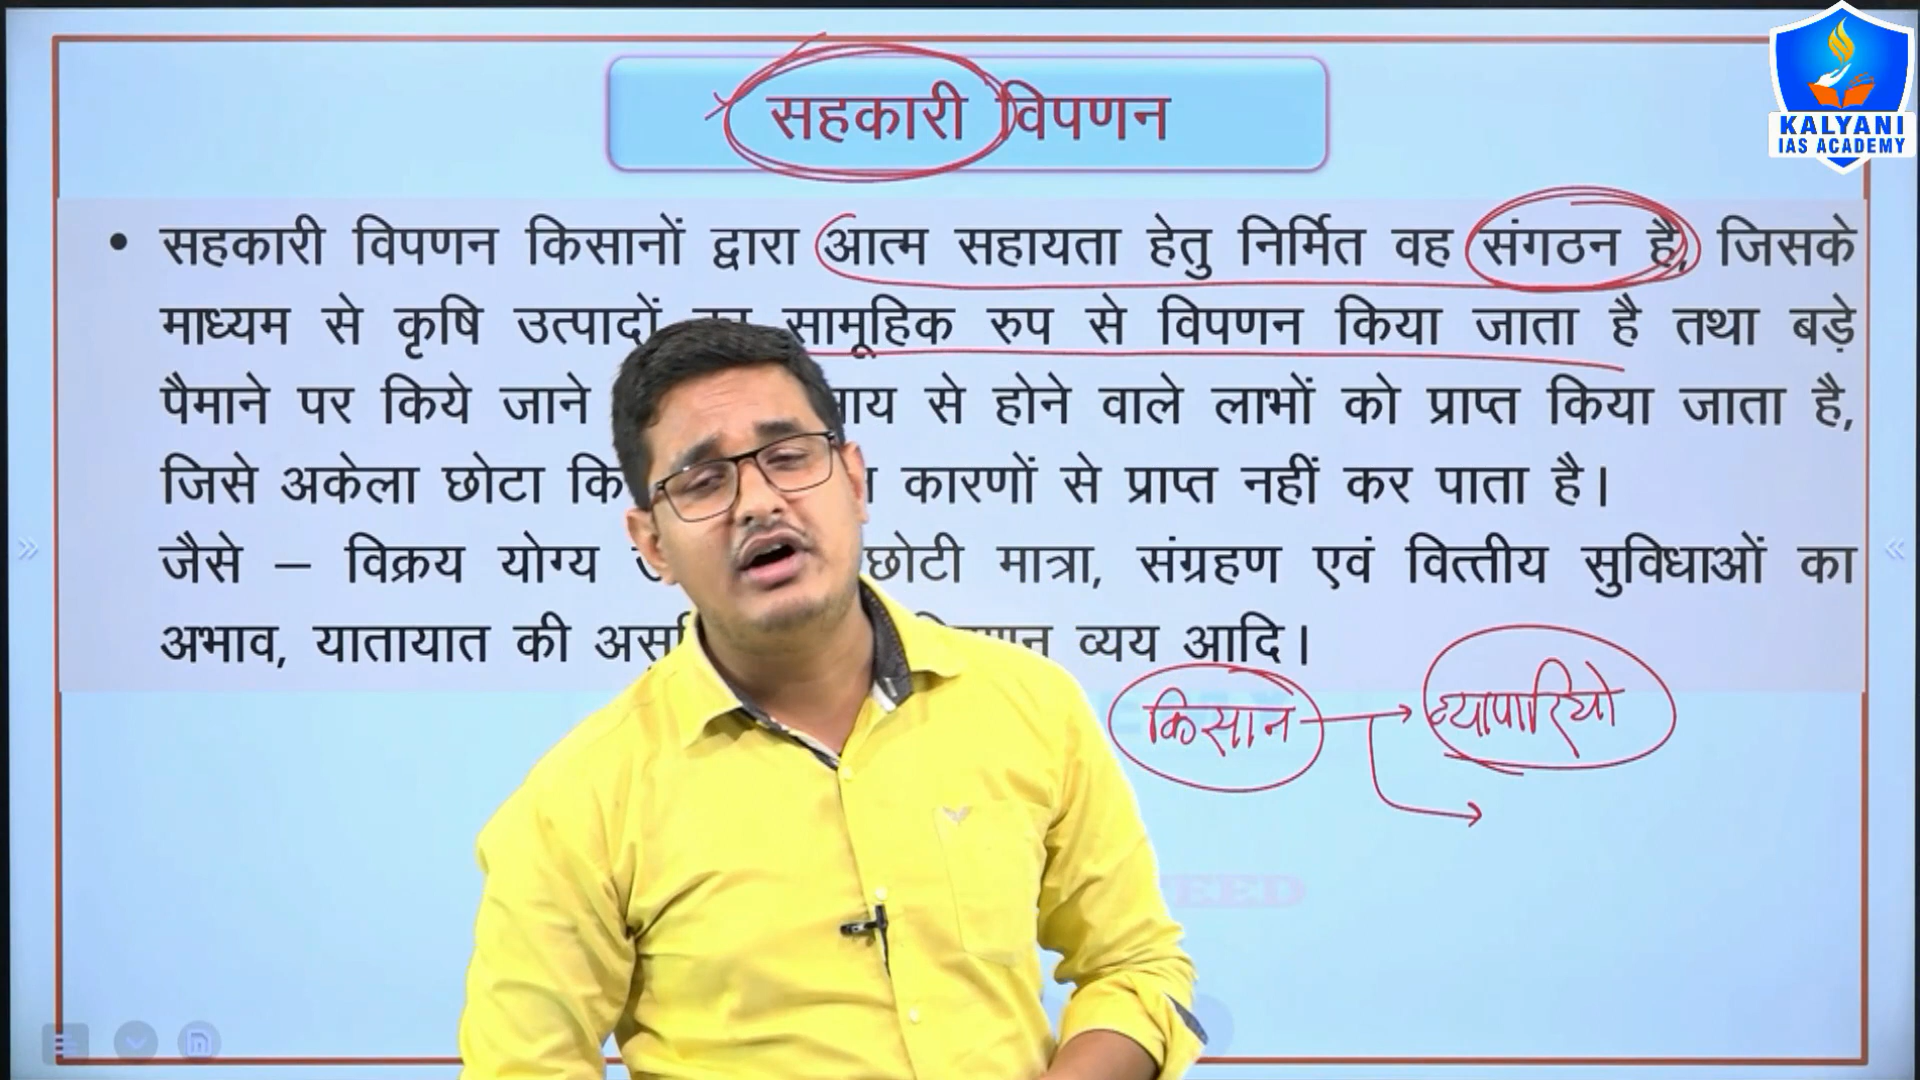 सहकारी विपणन
KALYANI
IAS ACADEMY
• सहकारी विपणन किसानों द्वारा आत्म सहायता हेतु निर्मित वह संगठन है, जिसके
माध्यम से कृषि उत्पादों सामूहिक रुप से विपणन किया जाता है तथा बड़े
पैमाने पर किये जाने से होने वाले लाभों को प्राप्त किया जाता है,
जिसे अकेला छोटा कारणों से प्राप्त नहीं कर पाता है।
जैसे – विक्रय योग्य छोटी मात्रा, संग्रहण एवं वित्तीय सुविधाओं का
अभाव, यातायात की व्यय आदि।
किसान → व्यापारियो